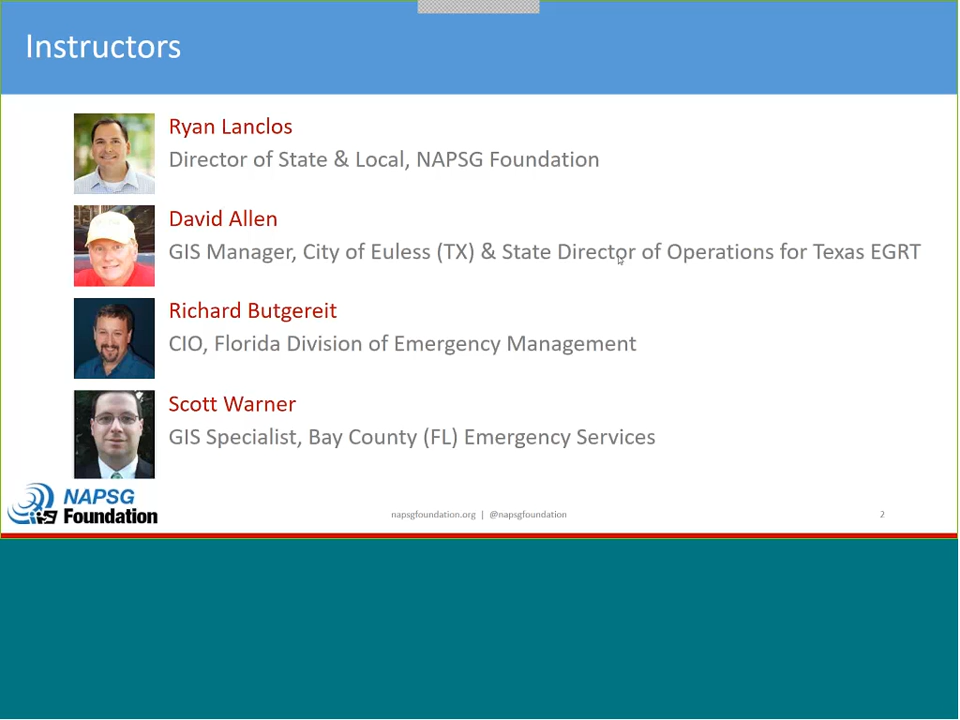 Instructors
Ryan Lanclos
Director of State & Local, NAPSG Foundation
David Allen
GIS Manager, City of Euless (TX) & State Director of Operations for Texas EGRT
Richard Butgereit
CIO, Florida Division of Emergency Management
Scott Warner
GIS Specialist, Bay County (FL) Emergency Services
NAPSG
Foundation
napsgfoundation.org | @napsgfoundation
2